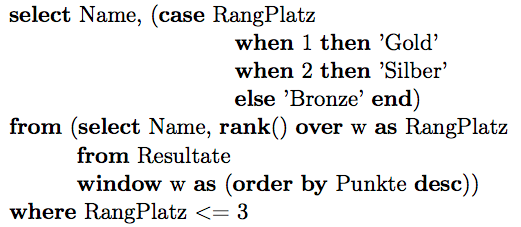 select Name, (case RangPlatz
when 1 then ’Gold’
when 2 then ’Silber’
else ’Bronze’ end)
from (select Name, rank() over w as RangPlatz
from Resultate
window w as (order by Punkte desc))
where RangPlatz <= 3